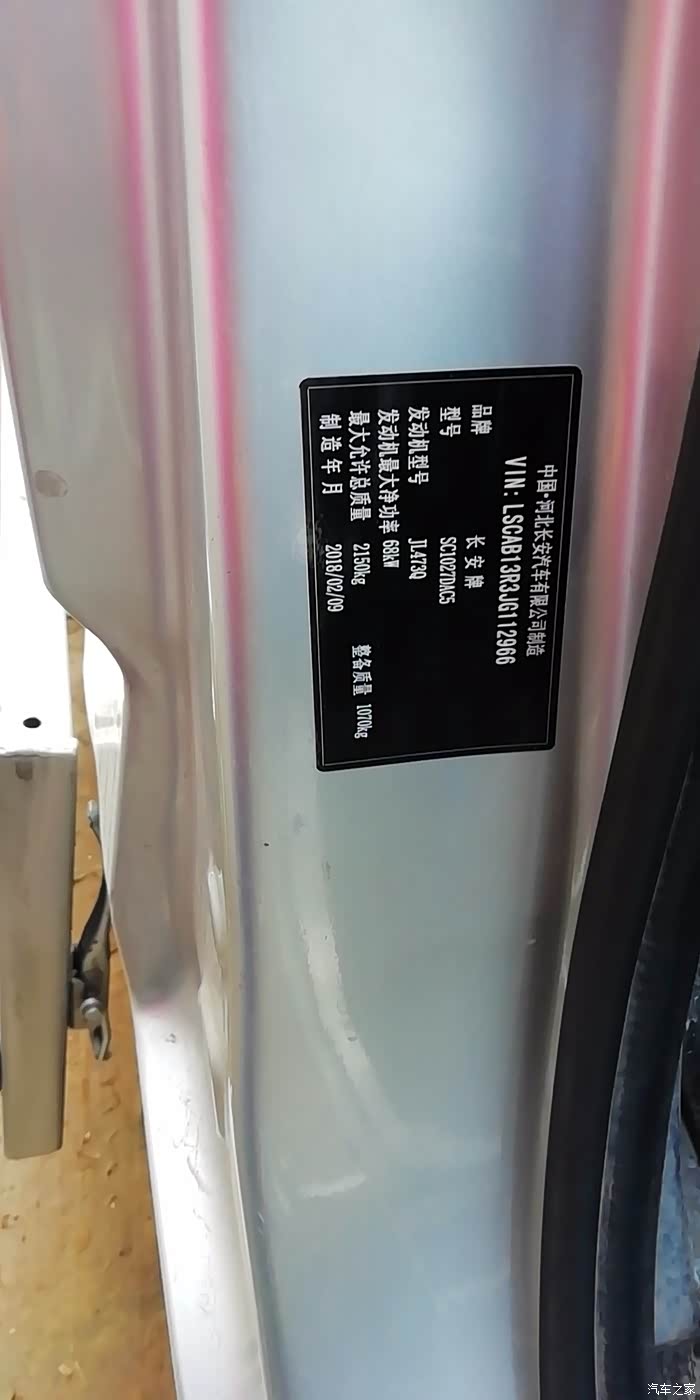 中国·河北长安汽车有限公司制造
VIN: LSCAB13R3JG112966
品牌 长安牌
型号 SC1027DAC5
发动机型号 JL473Q
发动机最大净功率 68kW
最大允许总质量 2150kg 整备质量 1070kg
制造年月 2018/02/09
汽车之家